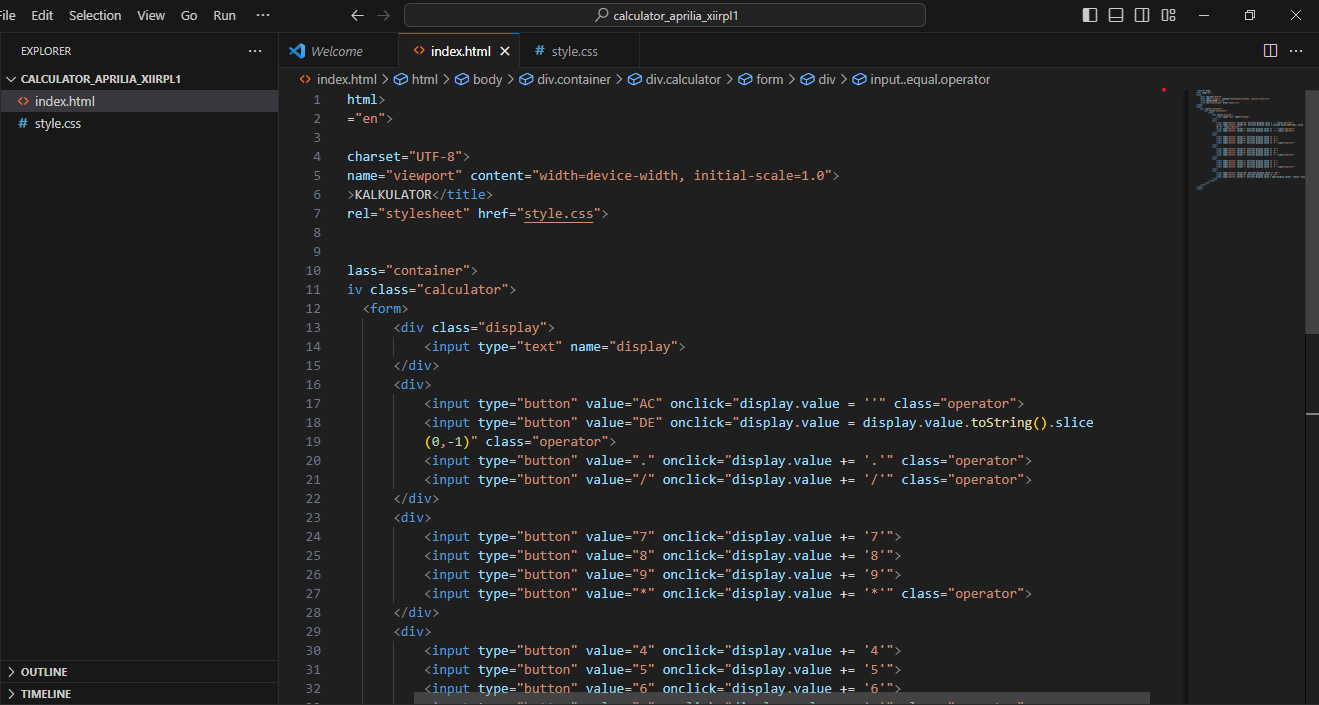 ile Edit Selection View Go Run ··· calculator_aprilia_xiirpl1
EXPLORER ···
CALCULATOR_APRILIA_XIIRPL1
index.html
style.css
OUTLINE
TIMELINE
Welcome index.html style.css ···
index.html > html > body > div.container > div.calculator > form > div > input..equal.operator
1 html>
2 ="en">
3
4 charset="UTF-8">
5 name="viewport" content="width=device-width, initial-scale=1.0">
6 >KALKULATOR</title>
7 rel="stylesheet" href="style.css">
8
9
10 lass="container">
11 iv class="calculator">
12 <form>
13 <div class="display">
14 <input type="text" name="display">
15 </div>
16 <div>
17 <input type="button" value="AC" onclick="display.value = ''" class="operator">
18 <input type="button" value="DE" onclick="display.value = display.value.toString().slice
19 (0,-1)" class="operator">
20 <input type="button" value="." onclick="display.value += '.'" class="operator">
21 <input type="button" value="/" onclick="display.value += '/'" class="operator">
22 </div>
23 <div>
24 <input type="button" value="7" onclick="display.value += '7'">
25 <input type="button" value="8" onclick="display.value += '8'">
26 <input type="button" value="9" onclick="display.value += '9'">
27 <input type="button" value="*" onclick="display.value += '*'" class="operator">
28 </div>
29 <div>
30 <input type="button" value="4" onclick="display.value += '4'">
31 <input type="button" value="5" onclick="display.value += '5'">
32 <input type="button" value="6" onclick="display.value += '6'">